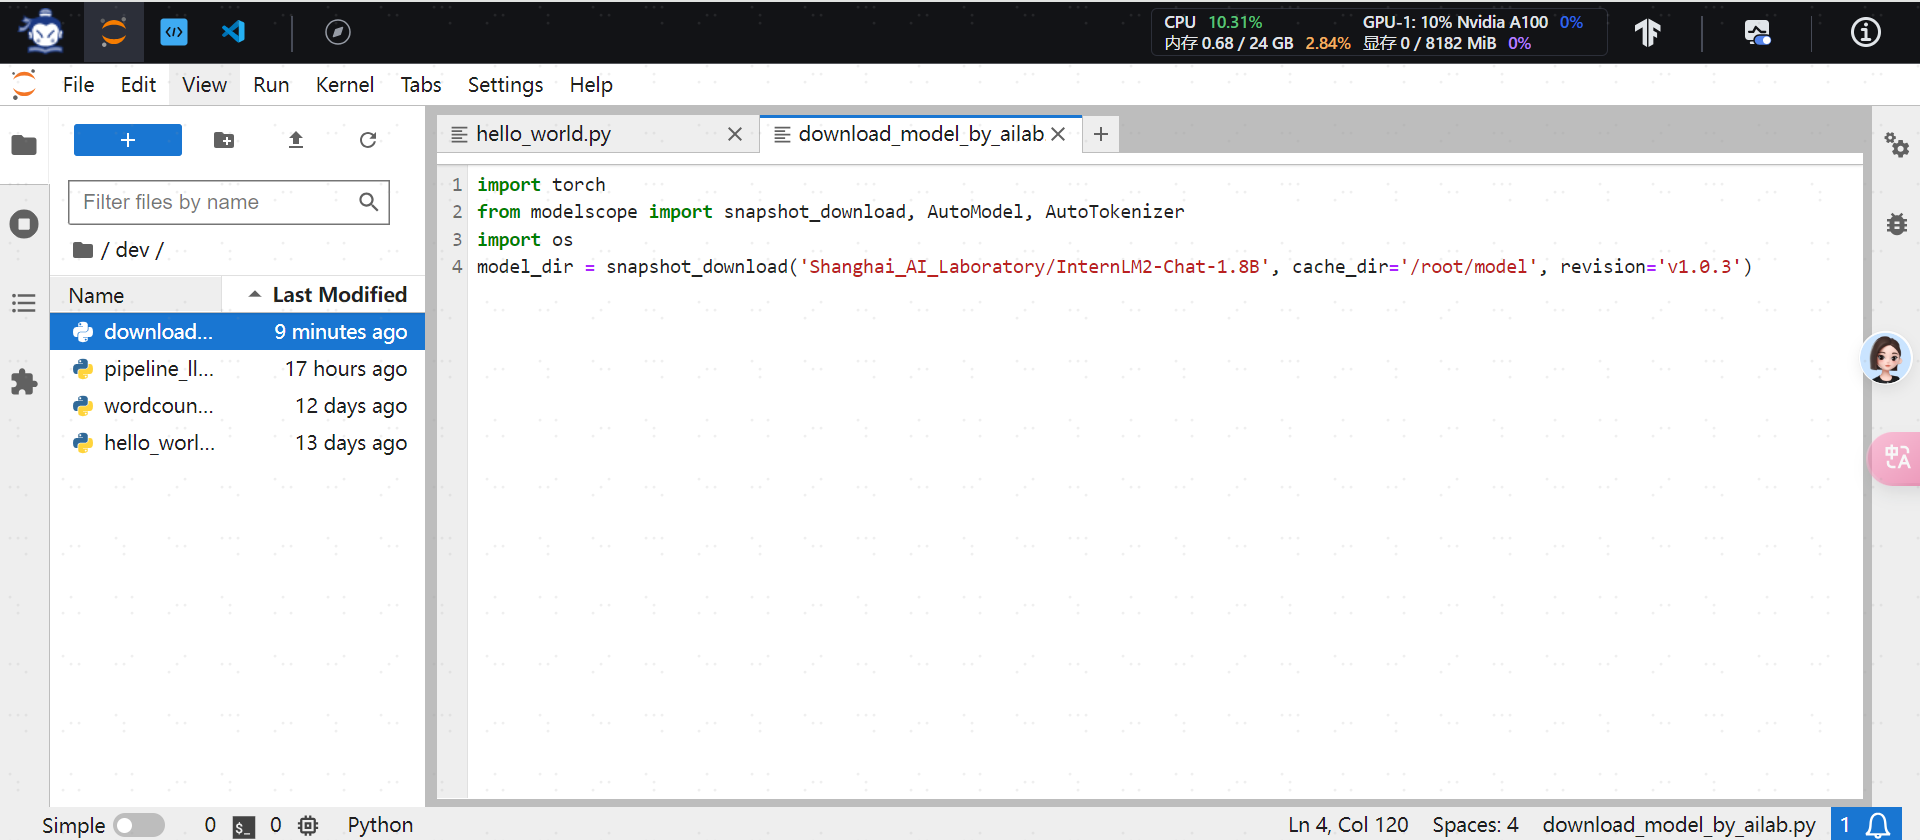 CPU 10.31% GPU-1: 10% Nvidia A100 0%
内存 0.68 / 24 GB 2.84% 显存 0 / 8182 MiB 0%
File Edit View Run Kernel Tabs Settings Help
hello_world.py
download_model_by_ailab
Filter files by name
/ dev /
Name Last Modified
download... 9 minutes ago
pipeline_ll... 17 hours ago
wordcoun... 12 days ago
hello_worl... 13 days ago
1 import torch
2 from modelscope import snapshot_download, AutoModel, AutoTokenizer
3 import os
4 model_dir = snapshot_download('Shanghai_AI_Laboratory/InternLM2-Chat-1.8B', cache_dir='/root/model', revision='v1.0.3')
中A
Simple 0 $_ 0 Python Ln 4, Col 120 Spaces: 4 download_model_by_ailab.py 1